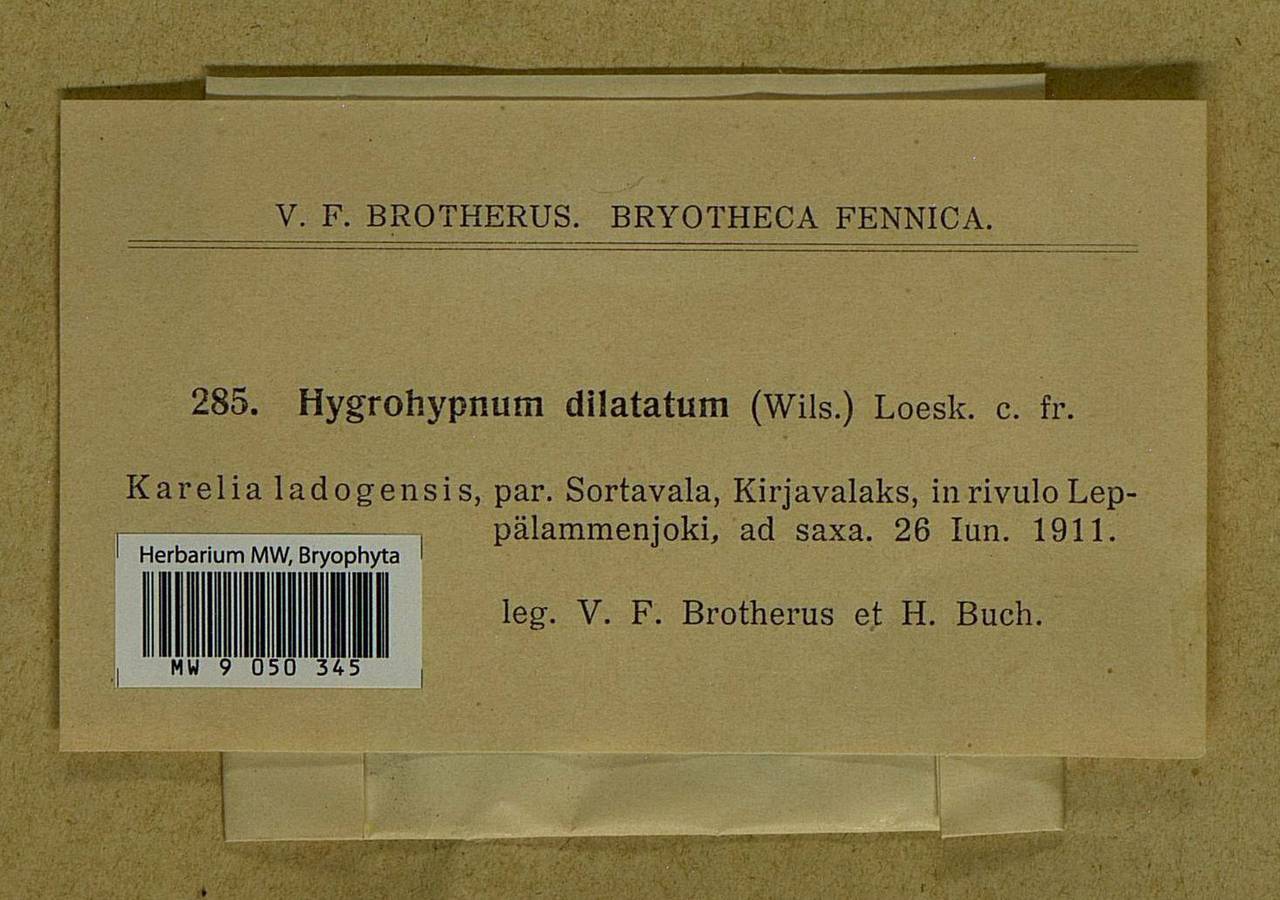 V. F. BROTHERUS. BRYOTHECA FENNICA.
285. Hygrohypnum dilatatum (Wils.) Loesk. c. fr.
Karelia ladogensis, par. Sortavala, Kirjavalaks, in rivulo Lep-
pälammenjoki, ad saxa. 26 Iun. 1911.
leg. V. F. Brotherus et H. Buch.
Herbarium MW, Bryophyta
MW 9 050 345